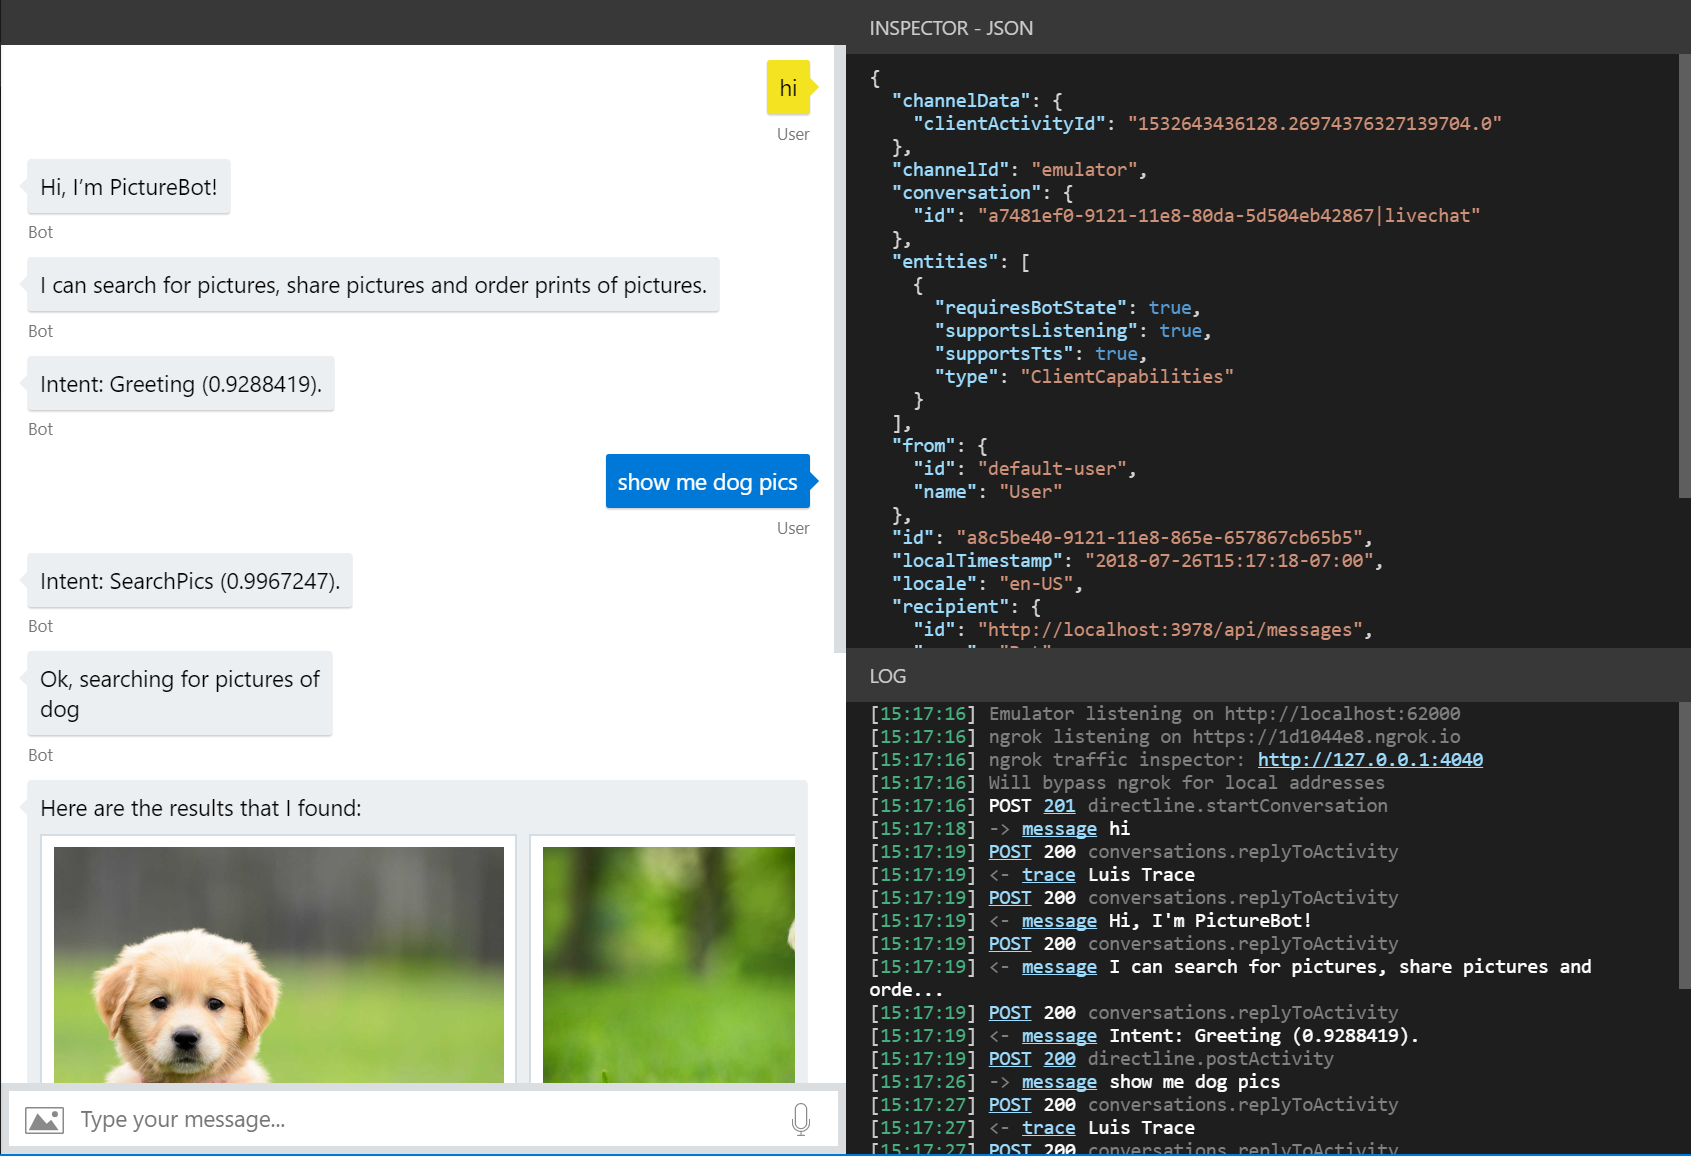 hi
User
Hi, I’m PictureBot!
Bot
I can search for pictures, share pictures and order prints of pictures.
Bot
Intent: Greeting (0.9288419).
Bot
show me dog pics
User
Intent: SearchPics (0.9967247).
Bot
Ok, searching for pictures of
dog
Bot
Here are the results that I found:
Type your message...
INSPECTOR - JSON
{
"channelData": {
"clientActivityId": "1532643436128.26974376327139704.0"
},
"channelId": "emulator",
"conversation": {
"id": "a7481ef0-9121-11e8-80da-5d504eb42867|livechat"
},
"entities": [
{
"requiresBotState": true,
"supportsListening": true,
"supportsTts": true,
"type": "ClientCapabilities"
}
],
"from": {
"id": "default-user",
"name": "User"
},
"id": "a8c5be40-9121-11e8-865e-657867cb65b5",
"localTimestamp": "2018-07-26T15:17:18-07:00",
"locale": "en-US",
"recipient": {
"id": "http://localhost:3978/api/messages",
LOG
[15:17:16] Emulator listening on http://localhost:62000
[15:17:16] ngrok listening on https://1d1044e8.ngrok.io
[15:17:16] ngrok traffic inspector: http://127.0.0.1:4040
[15:17:16] Will bypass ngrok for local addresses
[15:17:16] POST 201 directline.startConversation
[15:17:18] -> message hi
[15:17:19] POST 200 conversations.replyToActivity
[15:17:19] <- trace Luis Trace
[15:17:19] POST 200 conversations.replyToActivity
[15:17:19] <- message Hi, I'm PictureBot!
[15:17:19] POST 200 conversations.replyToActivity
[15:17:19] <- message I can search for pictures, share pictures and
orde...
[15:17:19] POST 200 conversations.replyToActivity
[15:17:19] <- message Intent: Greeting (0.9288419).
[15:17:19] POST 200 directline.postActivity
[15:17:26] -> message show me dog pics
[15:17:27] POST 200 conversations.replyToActivity
[15:17:27] <- trace Luis Trace
[15:17:27] POST 200 conversations.replyToActivity